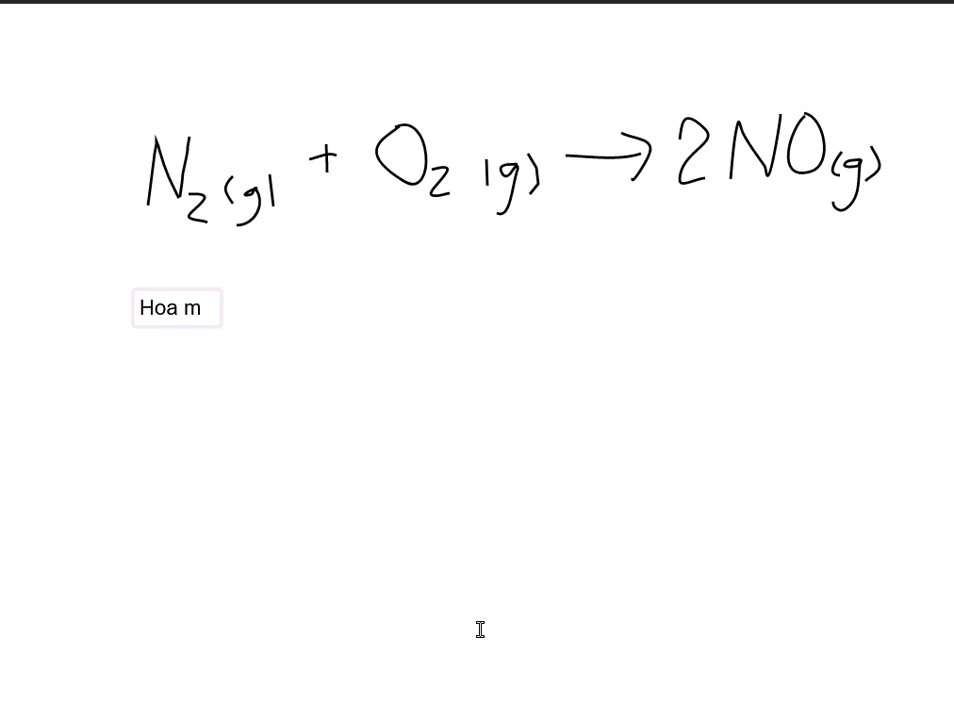 N₂(g) + O₂(g) → 2NO(g)
Hoa m